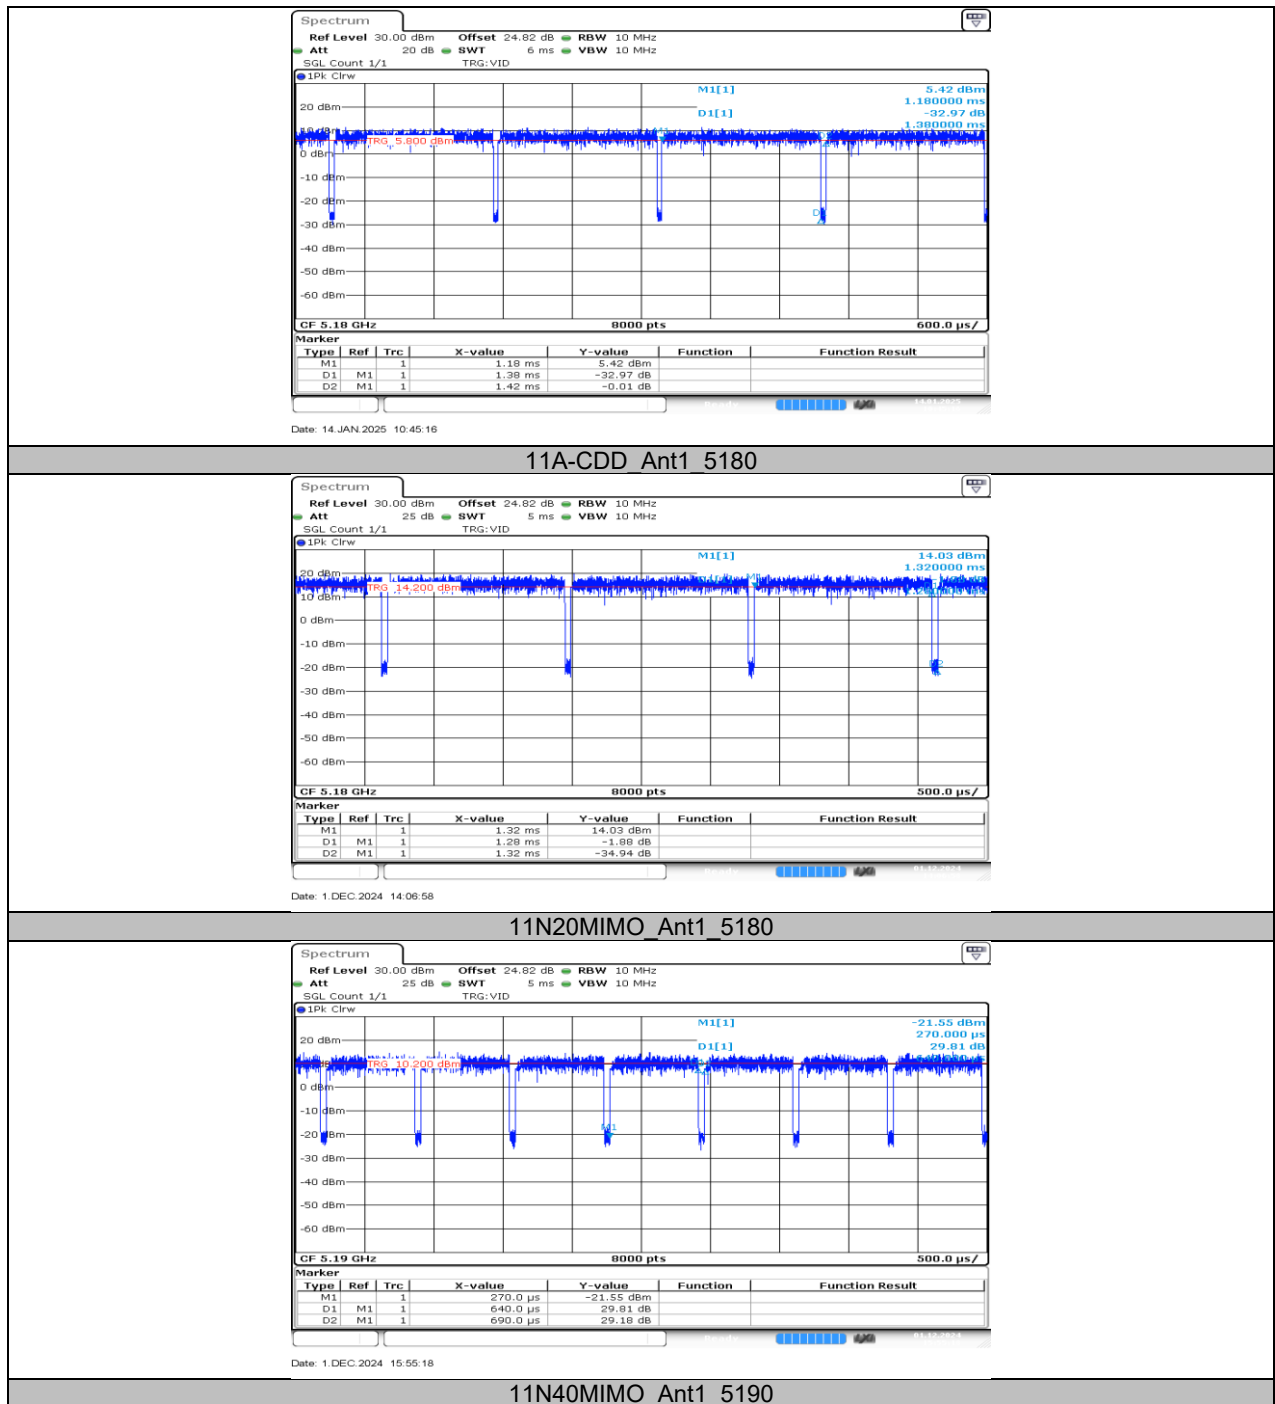 Spectrum
Ref Level 30.00 dBm Offset 24.82 dB RBW 10 MHz
Att 20 dB SWT 6 ms VBW 10 MHz
SGL Count 1/1 TRG:VID
1Pk Clrw
M1[1] 5.42 dBm
1.180000 ms
20 dBm
D1[1] -32.97 dB
1.380000 ms
TRG 5.800 dBm
0 dBm
-10 dBm
-20 dBm
-30 dBm
-40 dBm
-50 dBm
-60 dBm
CF 5.18 GHz 8000 pts 600.0 µs/
Marker
Type Ref Trc X-value Y-value Function Function Result
M1 1 1.18 ms 5.42 dBm
D1 M1 1 1.38 ms -32.97 dB
D2 M1 1 1.42 ms -0.01 dB
Date: 14.JAN.2025 10:45:16
11A-CDD_Ant1_5180
Spectrum
Ref Level 30.00 dBm Offset 24.82 dB RBW 10 MHz
Att 25 dB SWT 5 ms VBW 10 MHz
SGL Count 1/1 TRG:VID
1Pk Clrw
M1[1] 14.03 dBm
1.320000 ms
20 dBm
TRG 14.200 dBm
10 dBm
0 dBm
-10 dBm
-20 dBm
-30 dBm
-40 dBm
-50 dBm
-60 dBm
CF 5.18 GHz 8000 pts 500.0 µs/
Marker
Type Ref Trc X-value Y-value Function Function Result
M1 1 1.32 ms 14.03 dBm
D1 M1 1 1.28 ms -1.88 dB
D2 M1 1 1.32 ms -34.94 dB
Date: 1.DEC.2024 14:06:58
11N20MIMO_Ant1_5180
Spectrum
Ref Level 30.00 dBm Offset 24.82 dB RBW 10 MHz
Att 25 dB SWT 5 ms VBW 10 MHz
SGL Count 1/1 TRG:VID
1Pk Clrw
M1[1] -21.55 dBm
270.000 µs
20 dBm
D1[1] 29.81 dB
TRG 10.200 dBm
0 dBm
-10 dBm
-20 dBm
M1
-30 dBm
-40 dBm
-50 dBm
-60 dBm
CF 5.19 GHz 8000 pts 500.0 µs/
Marker
Type Ref Trc X-value Y-value Function Function Result
M1 1 270.0 µs -21.55 dBm
D1 M1 1 640.0 µs 29.81 dB
D2 M1 1 690.0 µs 29.18 dB
Date: 1.DEC.2024 15:55:18
11N40MIMO_Ant1_5190